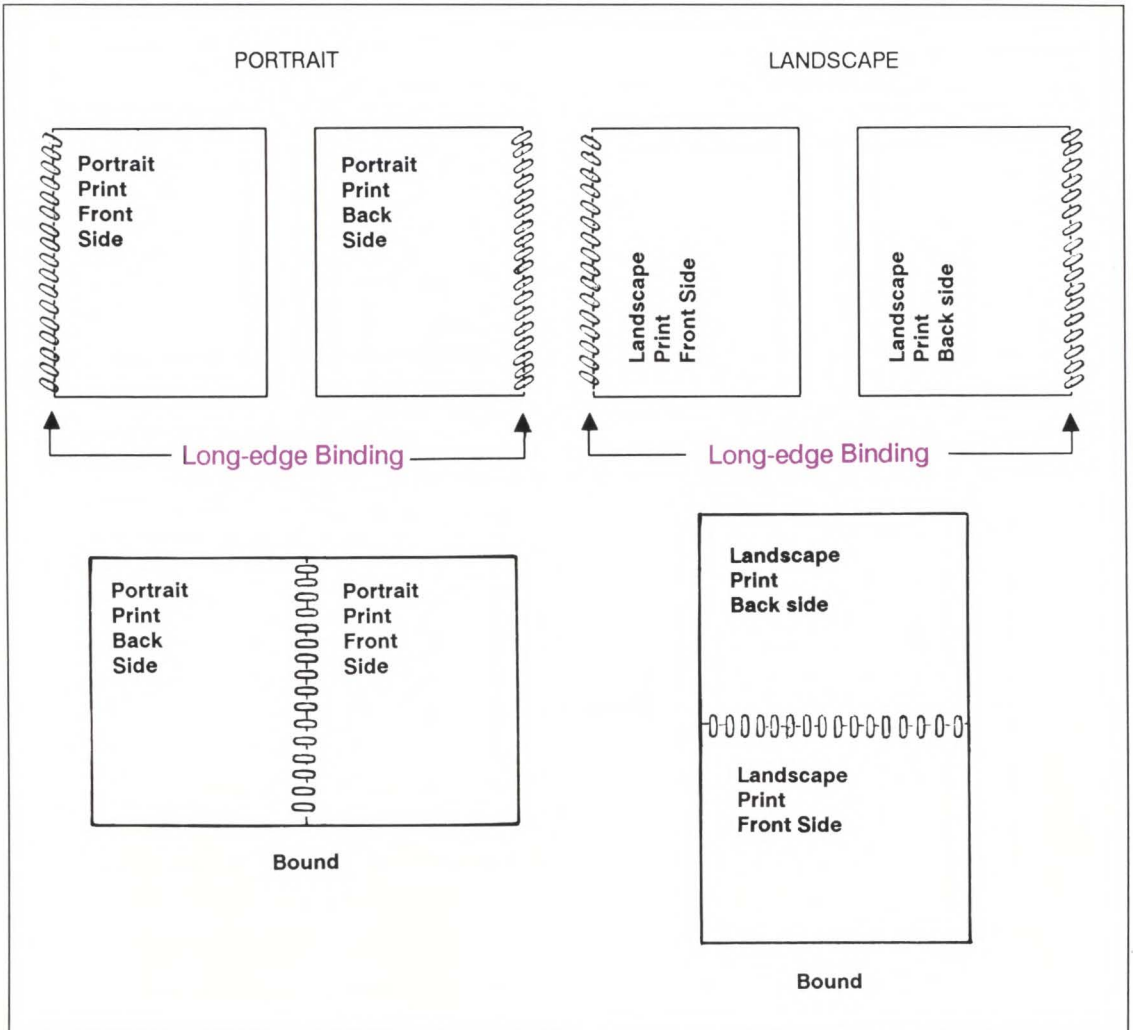 PORTRAIT
LANDSCAPE
Portrait
Print
Front
Side
Portrait
Print
Back
Side
Landscape
Print
Front Side
Landscape
Print
Back side
Long-edge Binding
Long-edge Binding
Portrait
Print
Back
Side
Portrait
Print
Front
Side
Bound
Landscape
Print
Back side
Landscape
Print
Front Side
Bound